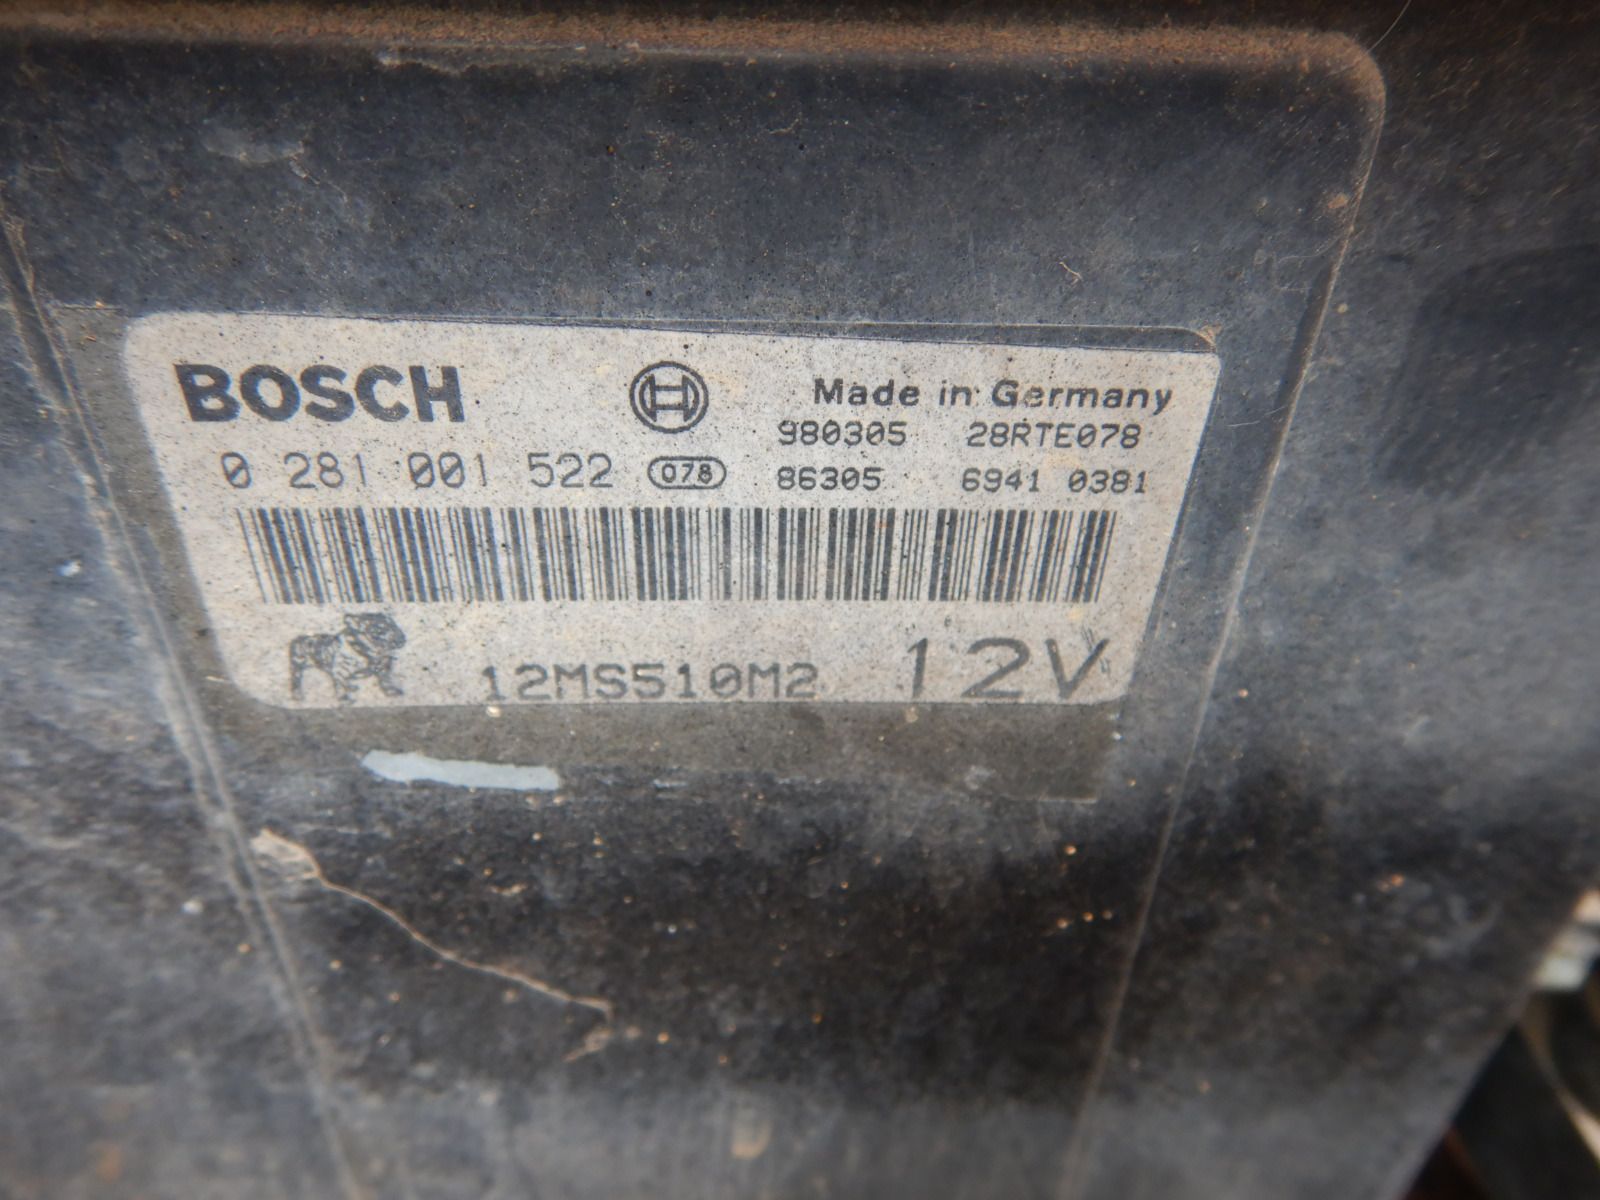 BOSCH
Made in Germany
980305 28RTE078
0 281 001 522 078 86305 6941 0381
12MS510M2 12V